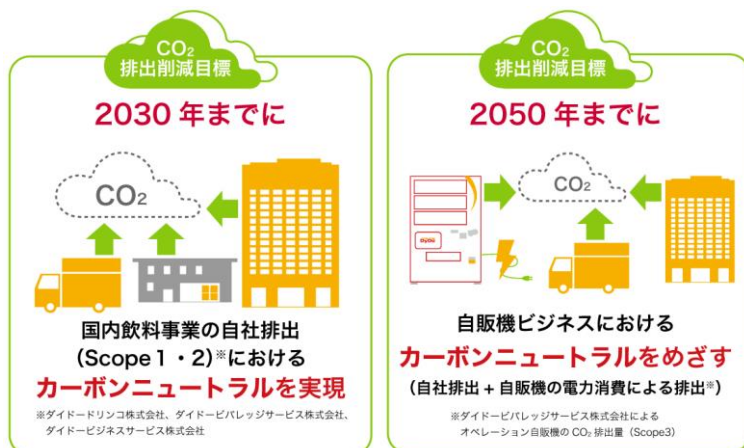 CO₂
排出削減目標
2030 年までに
CO₂
国内飲料事業の自社排出
(Scope 1・2)※における
カーボンニュートラルを実現
※ダイドードリンコ株式会社、ダイドービバレッジサービス株式会社、
ダイドービジネスサービス株式会社
CO₂
排出削減目標
2050 年までに
CO₂
DyDo
自販機ビジネスにおける
カーボンニュートラルをめざす
(自社排出 + 自販機の電力消費による排出※)
※ダイドービバレッジサービス株式会社による
オペレーション自販機の CO₂ 排出量（Scope3）